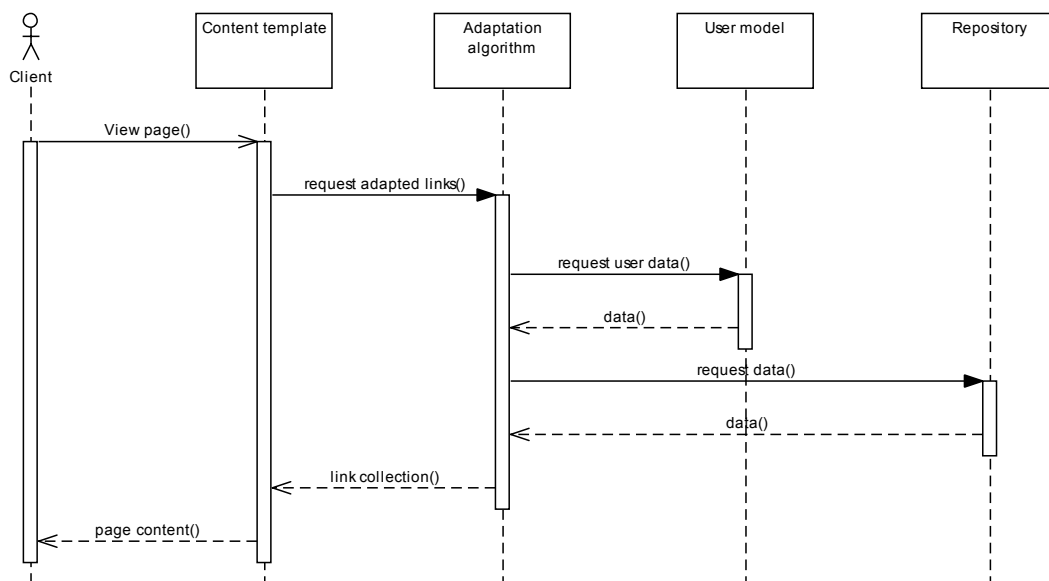 Content template
Adaptation
algorithm
User model
Repository
Client
View page()
request adapted links()
request user data()
data()
request data()
data()
link collection()
page content()